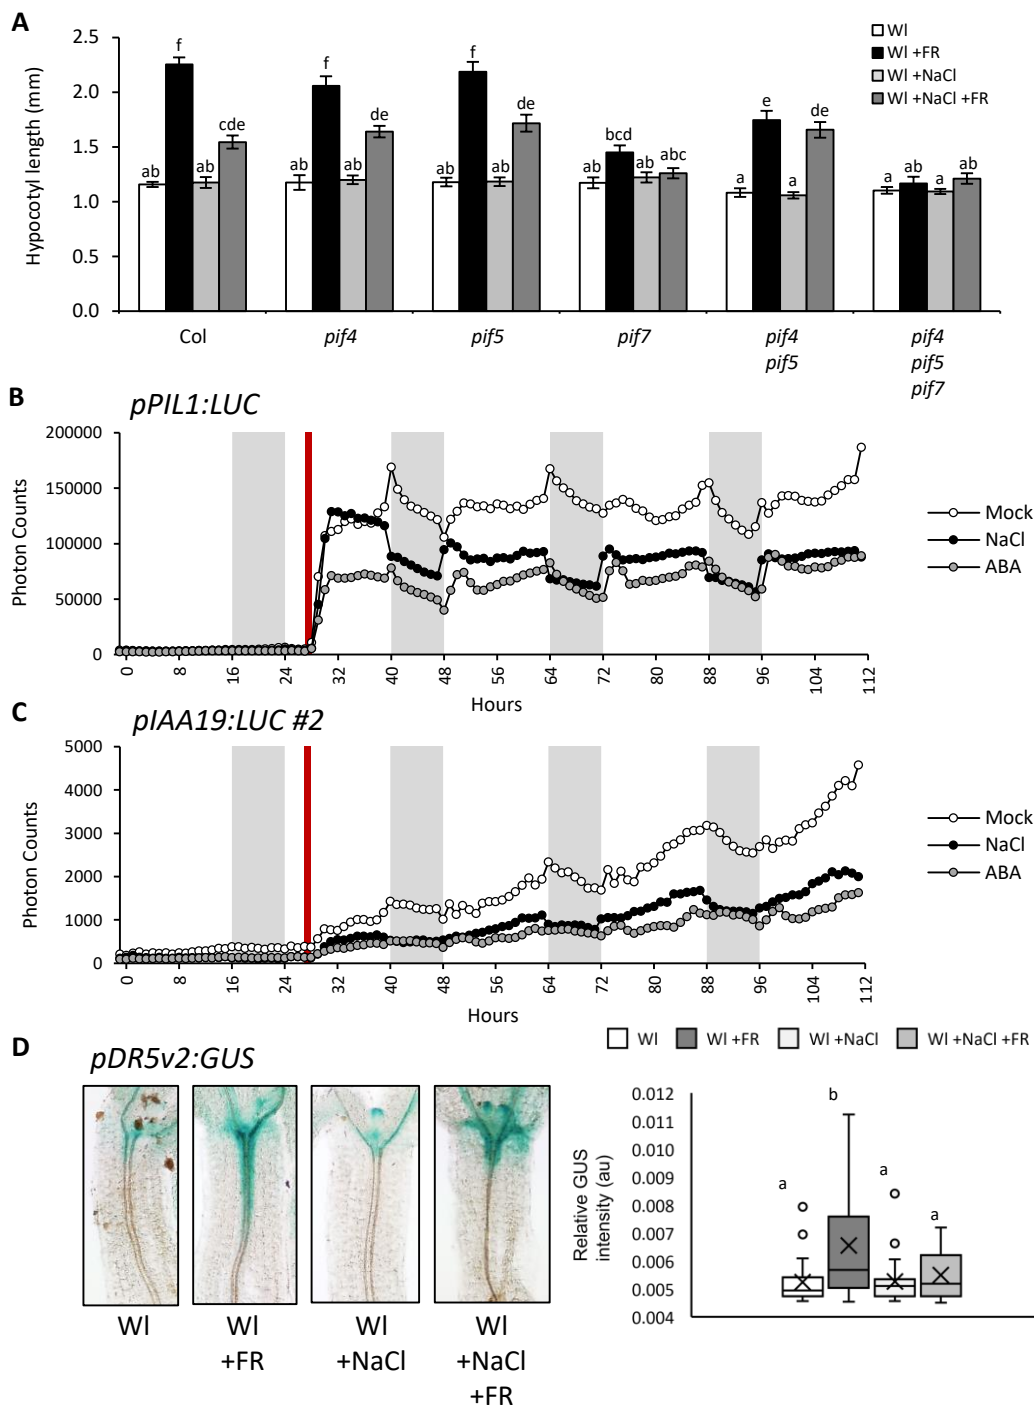 A
2.5
2.0
1.5
1.0
0.5
0.0
Hypocotyl length (mm)
Wl
Wl +FR
Wl +NaCl
Wl +NaCl +FR
ab f ab cde
ab f ab de
ab f ab de
ab bcd ab abc
a e a de
a ab a ab
Col pif4 pif5 pif7 pif4 pif4
pif5 pif5
pif7
B
pPIL1:LUC
200000
150000
100000
50000
0
Photon Counts
Mock
NaCl
ABA
0 8 16 24 32 40 48 56 64 72 80 88 96 104 112
Hours
C
pIAA19:LUC #2
5000
4000
3000
2000
1000
0
Photon Counts
Mock
NaCl
ABA
0 8 16 24 32 40 48 56 64 72 80 88 96 104 112
Hours
D
pDR5v2:GUS
Wl
Wl
+FR
Wl
+NaCl
Wl
+NaCl
+FR
Wl Wl +FR Wl +NaCl Wl +NaCl +FR
0.012
0.011
0.010
0.009
0.008
0.007
0.006
0.005
0.004
Relative GUS
intensity (au)
a b a a